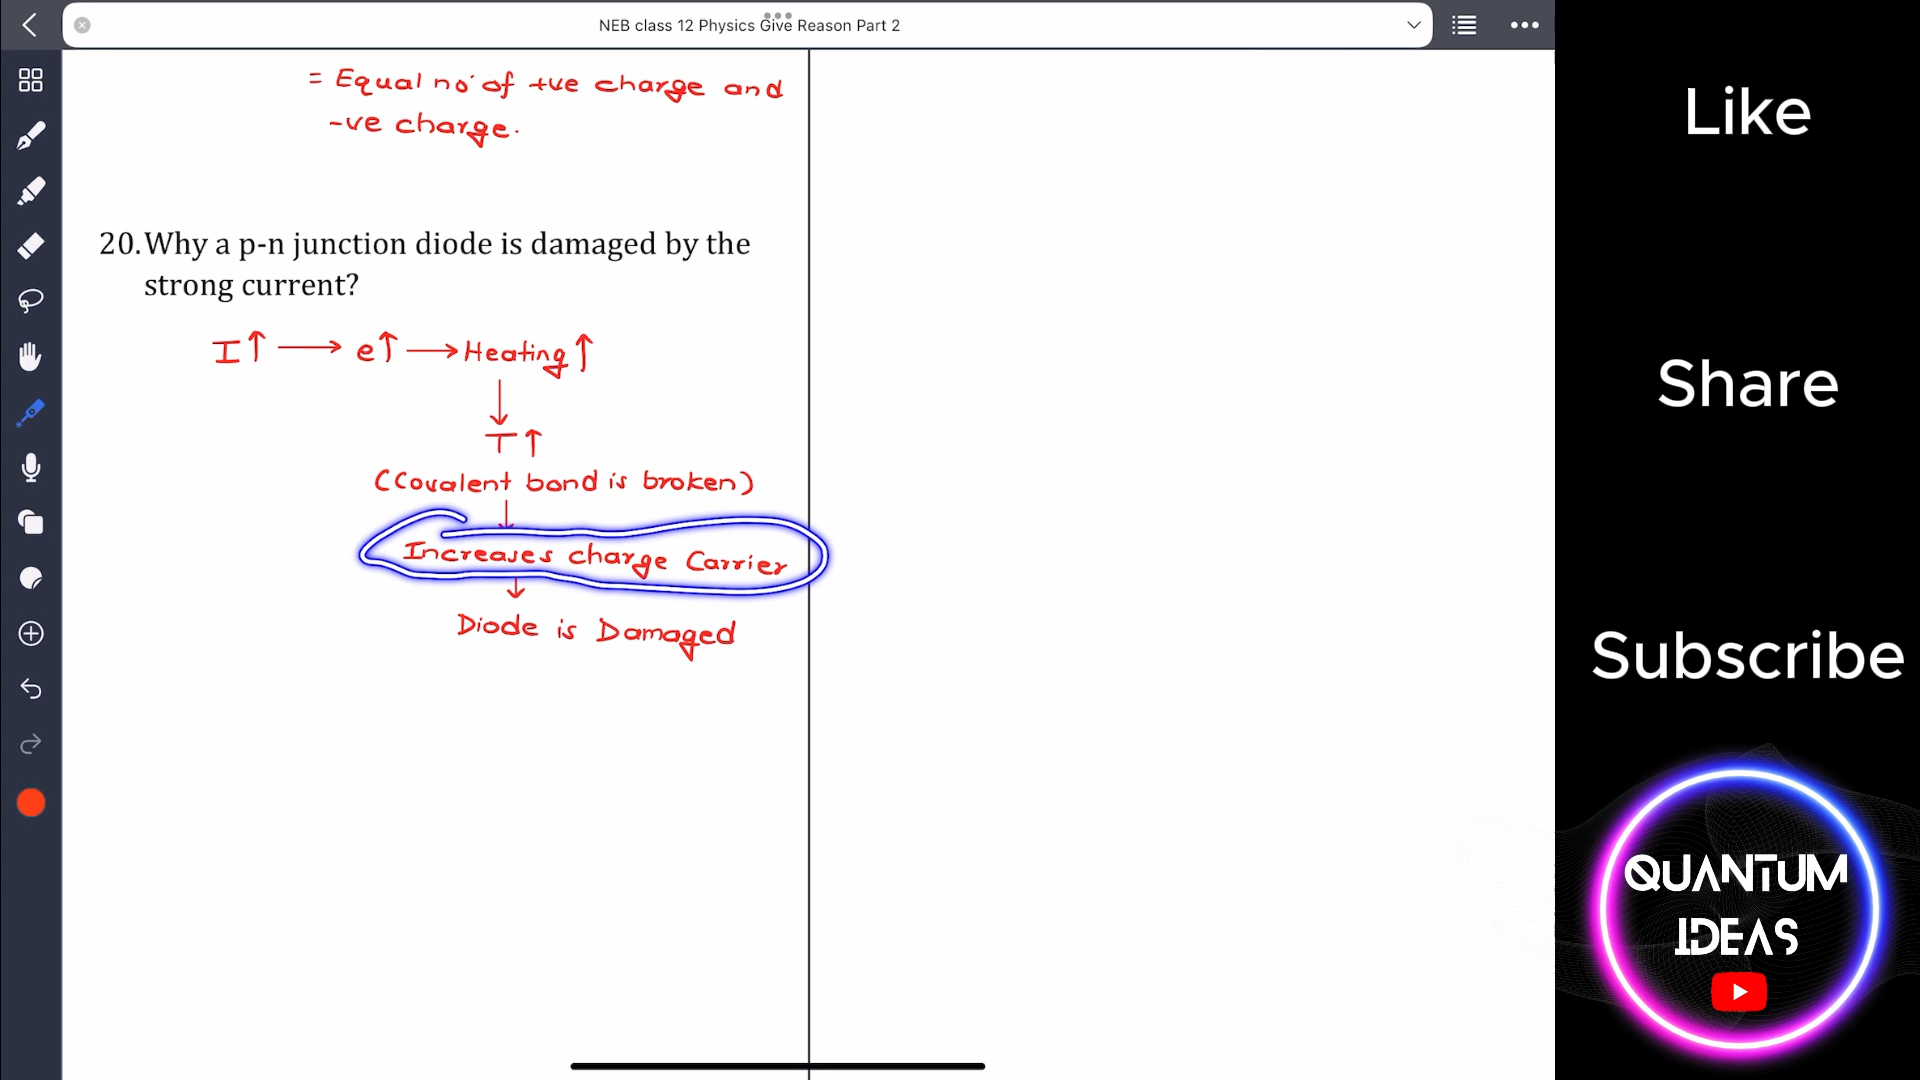 NEB class 12 Physics Give Reason Part 2
= Equal no. of +ve charge and
-ve charge.
20. Why a p-n junction diode is damaged by the
strong current?
I↑ → e↑ → Heating↑
↓
T↑
(Covalent bond is broken)
↓
Increases charge Carrier
↓
Diode is Damaged
Like
Share
Subscribe
QUANTUM
IDEAS